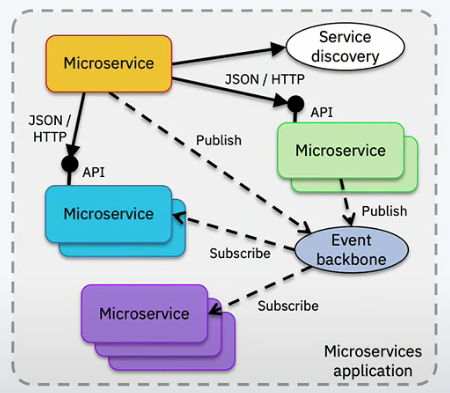 Microservice
Service
discovery
JSON / HTTP
API
JSON /
HTTP
API
Publish
Microservice
Publish
Microservice
Subscribe
Event
backbone
Microservice
Subscribe
Microservices
application